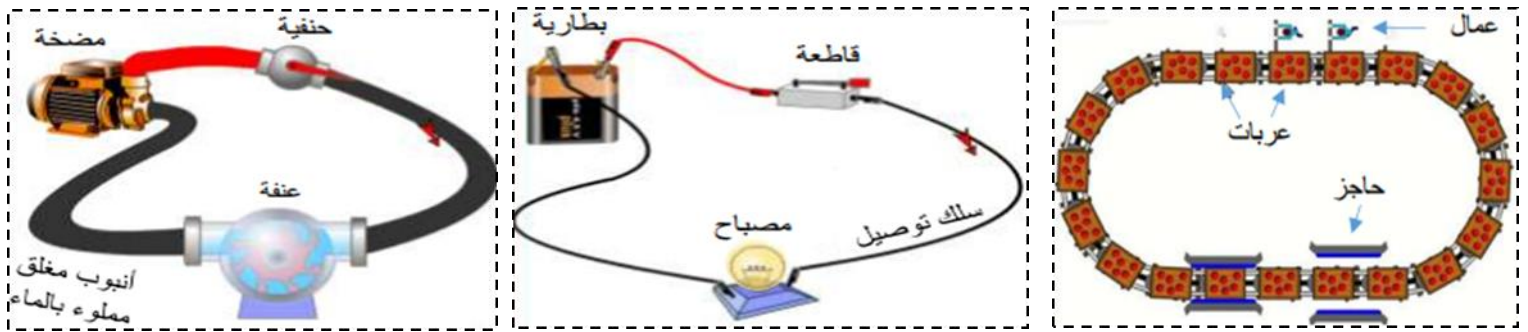 مضخة
حنفية
عنفة
أنبوب مغلق
مملوء بالماء
بطارية
قاطعة
مصباح
سلك توصيل
عمال
عربات
حاجز